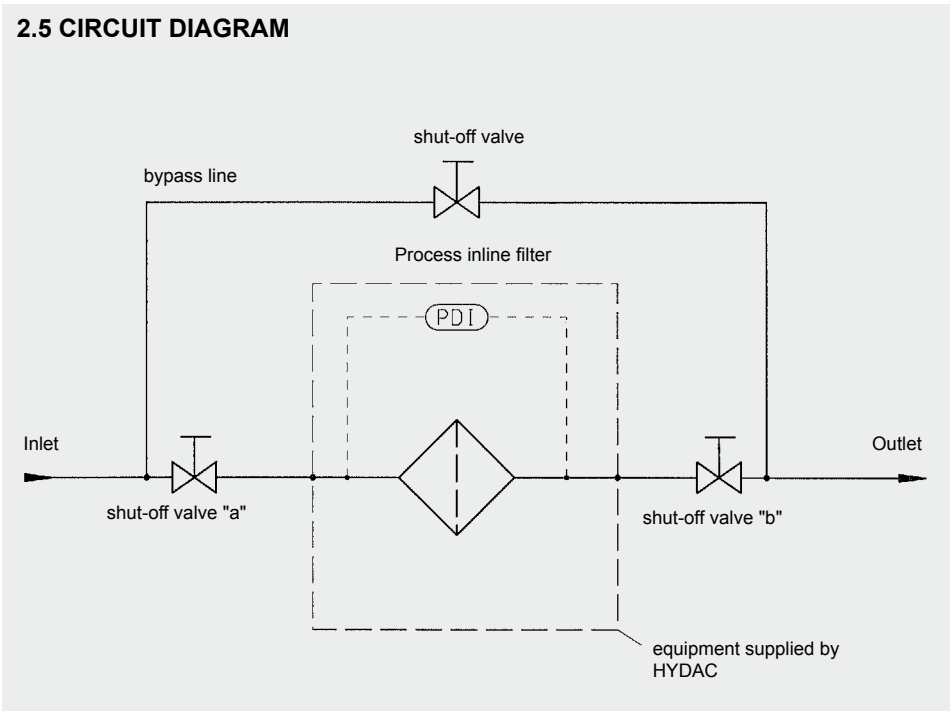 2.5 CIRCUIT DIAGRAM
shut-off valve
bypass line
Process inline filter
PDI
Inlet
Outlet
shut-off valve "a"
shut-off valve "b"
equipment supplied by
HYDAC